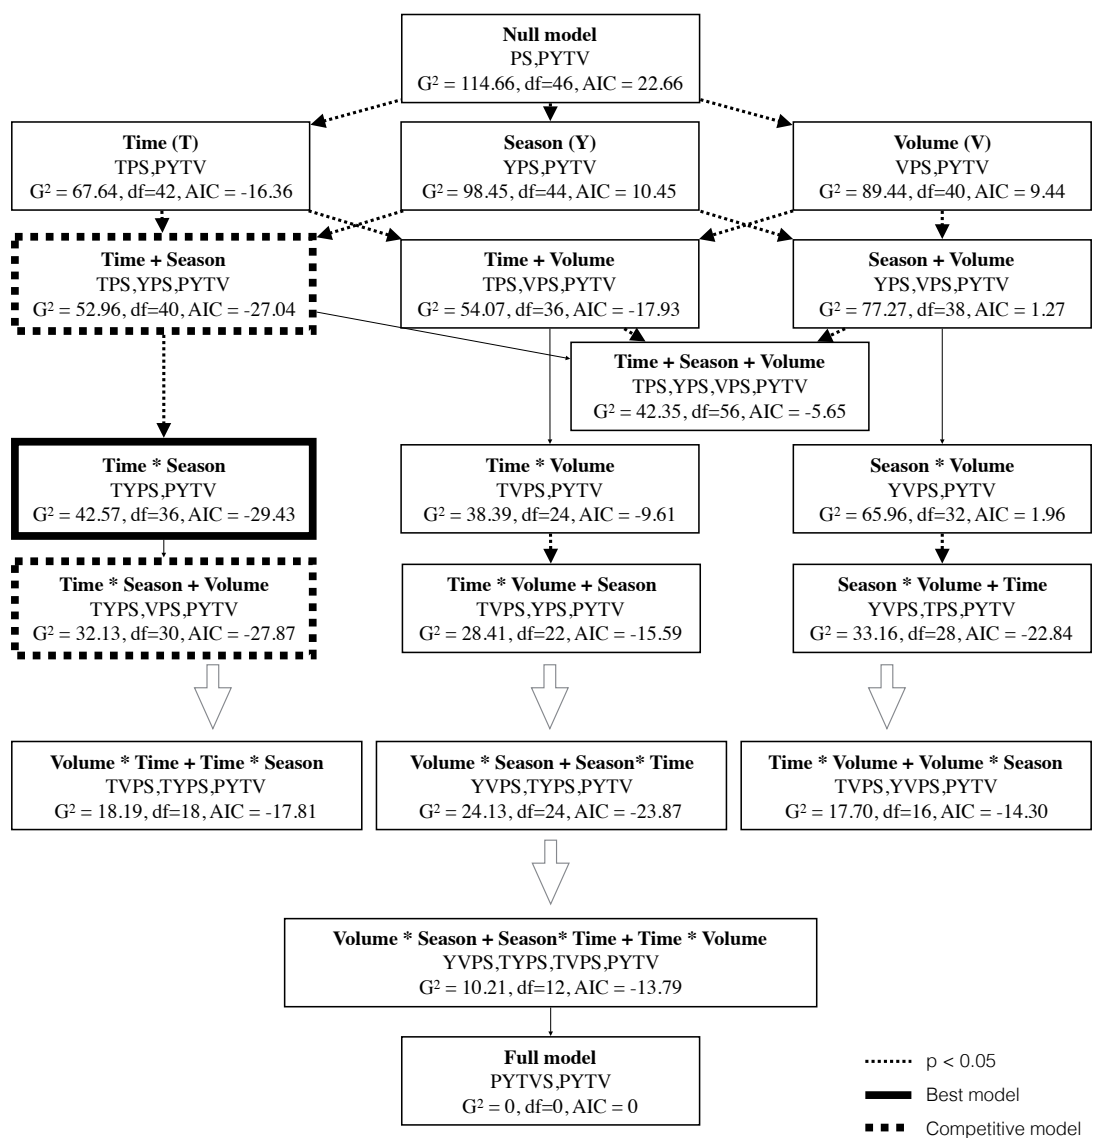 Null model
PS,PYTV
G² = 114.66, df=46, AIC = 22.66
Time (T)
TPS,PYTV
G² = 67.64, df=42, AIC = -16.36
Season (Y)
YPS,PYTV
G² = 98.45, df=44, AIC = 10.45
Volume (V)
VPS,PYTV
G² = 89.44, df=40, AIC = 9.44
Time + Season
TPS,YPS,PYTV
G² = 52.96, df=40, AIC = -27.04
Time + Volume
TPS,VPS,PYTV
G² = 54.07, df=36, AIC = -17.93
Season + Volume
YPS,VPS,PYTV
G² = 77.27, df=38, AIC = 1.27
Time + Season + Volume
TPS,YPS,VPS,PYTV
G² = 42.35, df=56, AIC = -5.65
Time * Season
TYPS,PYTV
G² = 42.57, df=36, AIC = -29.43
Time * Volume
TVPS,PYTV
G² = 38.39, df=24, AIC = -9.61
Season * Volume
YVPS,PYTV
G² = 65.96, df=32, AIC = 1.96
Time * Season + Volume
TYPS,VPS,PYTV
G² = 32.13, df=30, AIC = -27.87
Time * Volume + Season
TVPS,YPS,PYTV
G² = 28.41, df=22, AIC = -15.59
Season * Volume + Time
YVPS,TPS,PYTV
G² = 33.16, df=28, AIC = -22.84
Volume * Time + Time * Season
TVPS,TYPS,PYTV
G² = 18.19, df=18, AIC = -17.81
Volume * Season + Season* Time
YVPS,TYPS,PYTV
G² = 24.13, df=24, AIC = -23.87
Time * Volume + Volume * Season
TVPS,YVPS,PYTV
G² = 17.70, df=16, AIC = -14.30
Volume * Season + Season* Time + Time * Volume
YVPS,TYPS,TVPS,PYTV
G² = 10.21, df=12, AIC = -13.79
Full model
PYTVS,PYTV
G² = 0, df=0, AIC = 0
p < 0.05
Best model
Competitive model